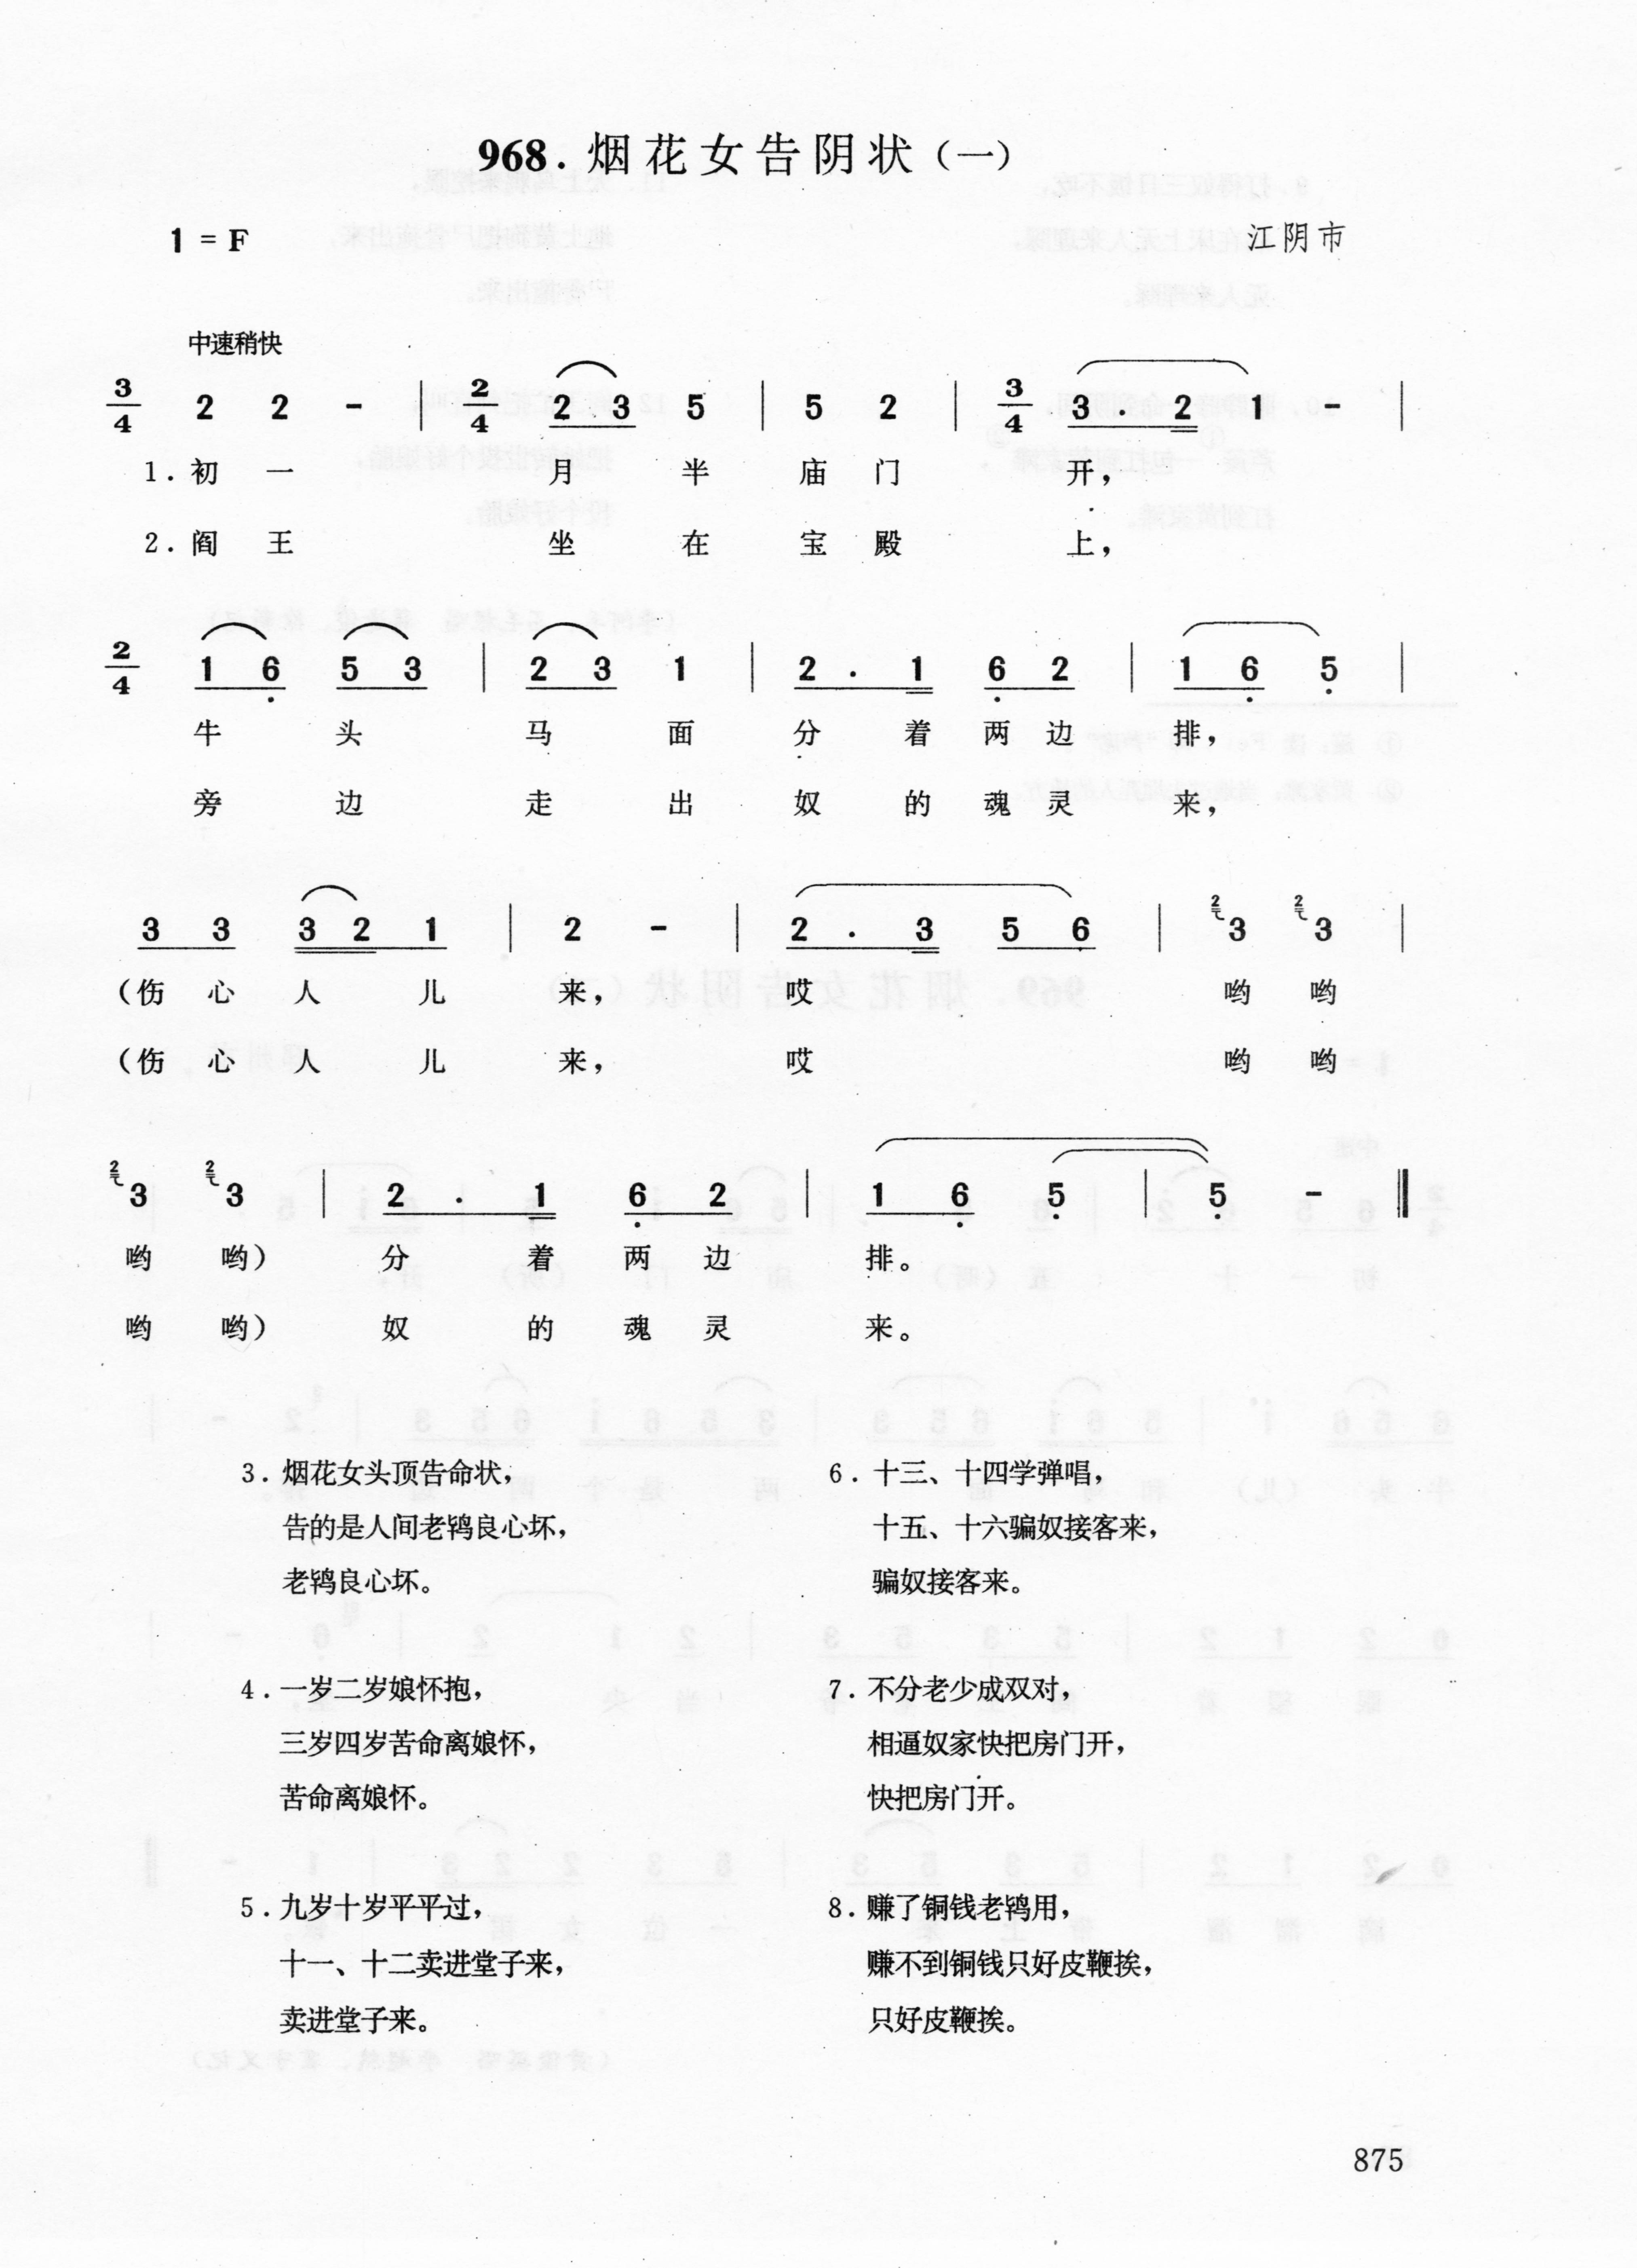 968. 烟花女告阴状（一）
1 = F
江阴市
中速稍快
3/4 2 2 - | 2/4 2 3 5 | 5 2 | 3/4 3 . 2 1 - |
1. 初 一 月 半 庙 门 开，
2. 阎 王 坐 在 宝 殿 上，
2/4 1 6 5 3 | 2 3 1 | 2 . 1 6 2 | 1 6 5 |
牛 头 马 面 分 着 两 边 排，
旁 边 走 出 奴 的 魂 灵 来，
3 3 3 2 1 | 2 - | 2 . 3 5 6 | 2 3 2 3 |
（伤 心 人 儿 来， 哎 哟 哟
（伤 心 人 儿 来， 哎 哟 哟
2 3 2 3 | 2 . 1 6 2 | 1 6 5 | 5 - ‖
哟 哟） 分 着 两 边 排。
哟 哟） 奴 的 魂 灵 来。
3. 烟花女头顶告命状，
告的是人间老鸨良心坏，
老鸨良心坏。
4. 一岁二岁娘怀抱，
三岁四岁苦命离娘怀，
苦命离娘怀。
5. 九岁十岁平平过，
十一、十二卖进堂子来，
卖进堂子来。
6. 十三、十四学弹唱，
十五、十六骗奴接客来，
骗奴接客来。
7. 不分老少成双对，
相逼奴家快把房门开，
快把房门开。
8. 赚了铜钱老鸨用，
赚不到铜钱只好皮鞭挨，
只好皮鞭挨。
875